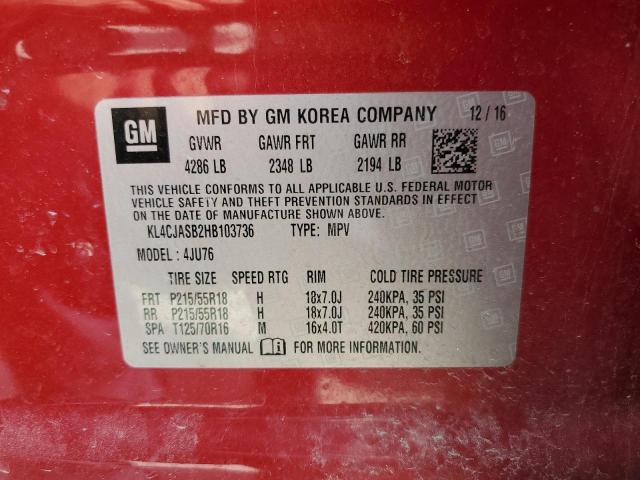 GM MFD BY GM KOREA COMPANY 12/16
GVWR GAWR FRT GAWR RR
4286 LB 2348 LB 2194 LB
THIS VEHICLE CONFORMS TO ALL APPLICABLE U.S. FEDERAL MOTOR
VEHICLE SAFETY AND THEFT PREVENTION STANDARDS IN EFFECT
ON THE DATE OF MANUFACTURE SHOWN ABOVE.
KL4CJASB2HB103736 TYPE: MPV
MODEL: 4JU76
TIRE SIZE SPEED RTG RIM COLD TIRE PRESSURE
FRT P215/55R18 H 18x7.0J 240KPA, 35 PSI
RR P215/55R18 H 18x7.0J 240KPA, 35 PSI
SPA T125/70R16 M 16x4.0T 420KPA, 60 PSI
SEE OWNER'S MANUAL FOR MORE INFORMATION.